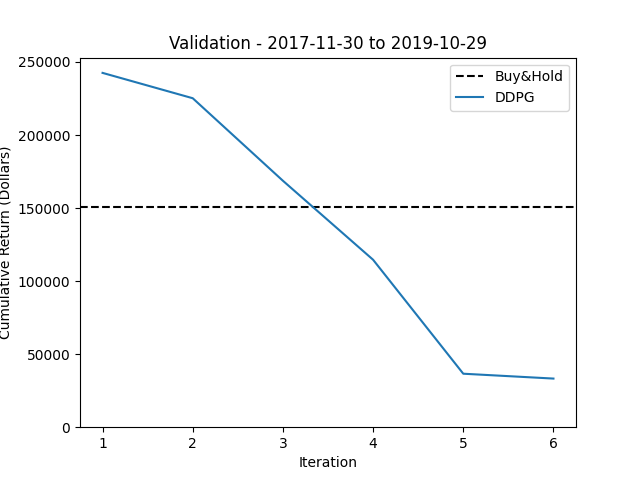 Validation - 2017-11-30 to 2019-10-29
250000
200000
150000
100000
50000
0
Cumulative Return (Dollars)
Buy&Hold
DDPG
1 2 3 4 5 6
Iteration